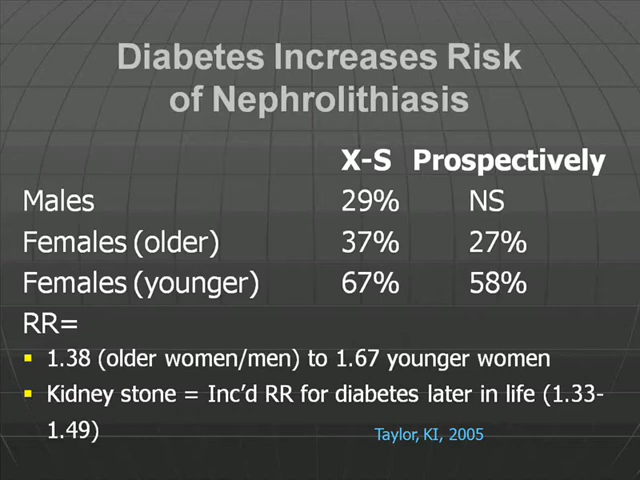 Diabetes Increases Risk
of Nephrolithiasis
X-S Prospectively
Males 29% NS
Females (older) 37% 27%
Females (younger) 67% 58%
RR=
1.38 (older women/men) to 1.67 younger women
Kidney stone = Inc'd RR for diabetes later in life (1.33-
1.49)
Taylor, KI, 2005